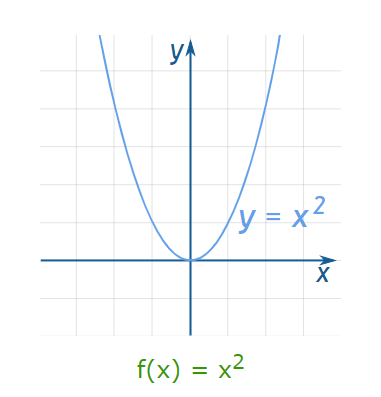 y
y = x²
x
f(x) = x²